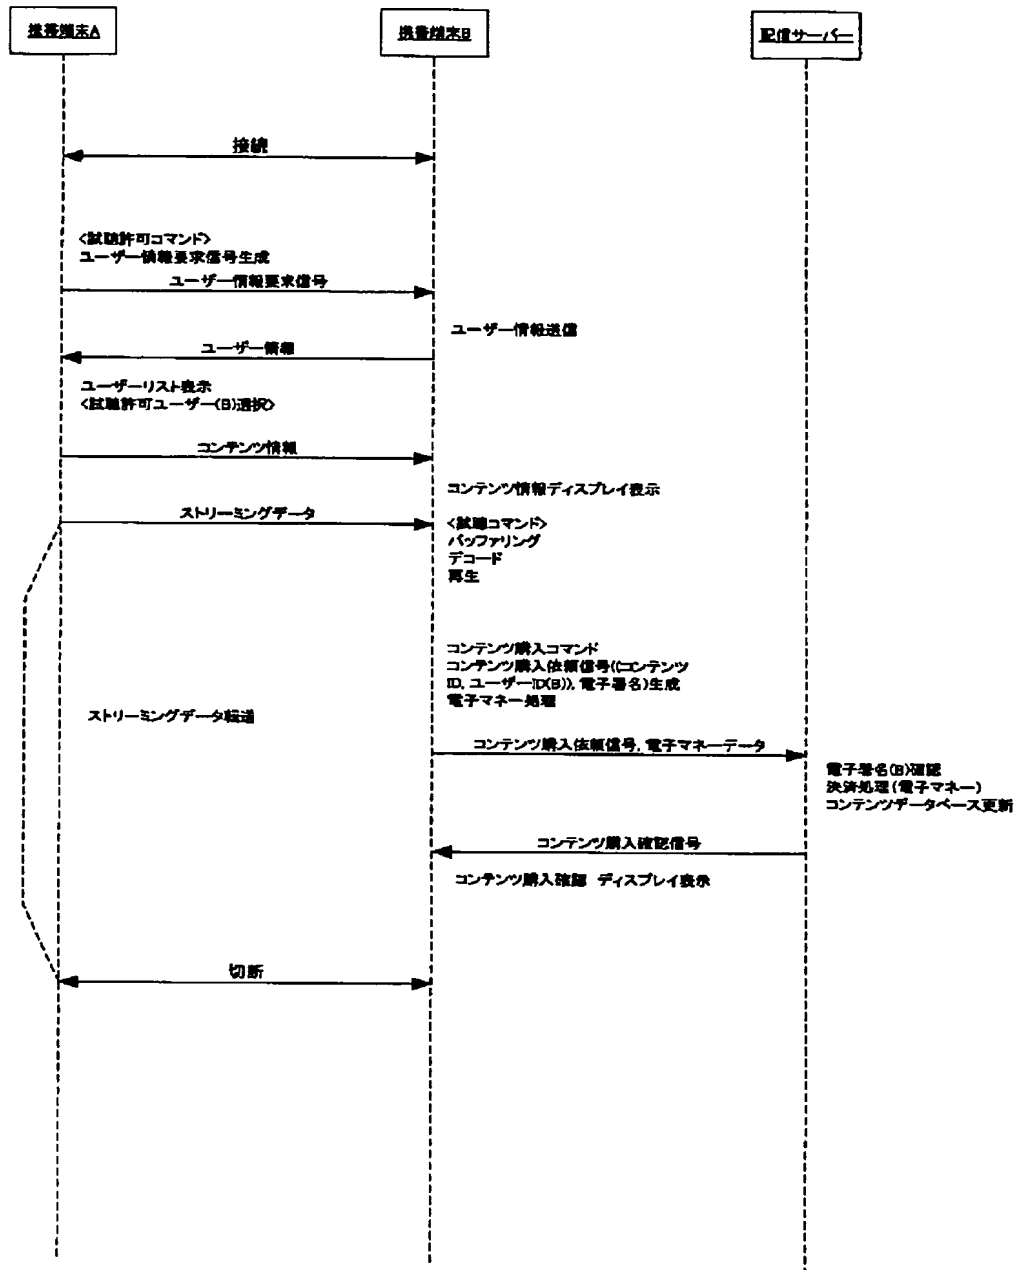 携帯端末A
携帯端末B
配信サーバー
接続
<試聴許可コマンド>
ユーザー情報要求信号生成
ユーザー情報要求信号
ユーザー情報送信
ユーザー情報
ユーザーリスト表示
<試聴許可ユーザー(B)選択>
コンテンツ情報
コンテンツ情報ディスプレイ表示
ストリーミングデータ
<試聴コマンド>
バッファリング
デコード
再生
コンテンツ購入コマンド
コンテンツ購入依頼信号((コンテンツ
ID, ユーザーID(B)), 電子署名)生成
電子マネー処理
ストリーミングデータ転送
コンテンツ購入依頼信号, 電子マネーデータ
電子署名(B)確認
決済処理(電子マネー)
コンテンツデータベース更新
コンテンツ購入確認信号
コンテンツ購入確認 ディスプレイ表示
切断